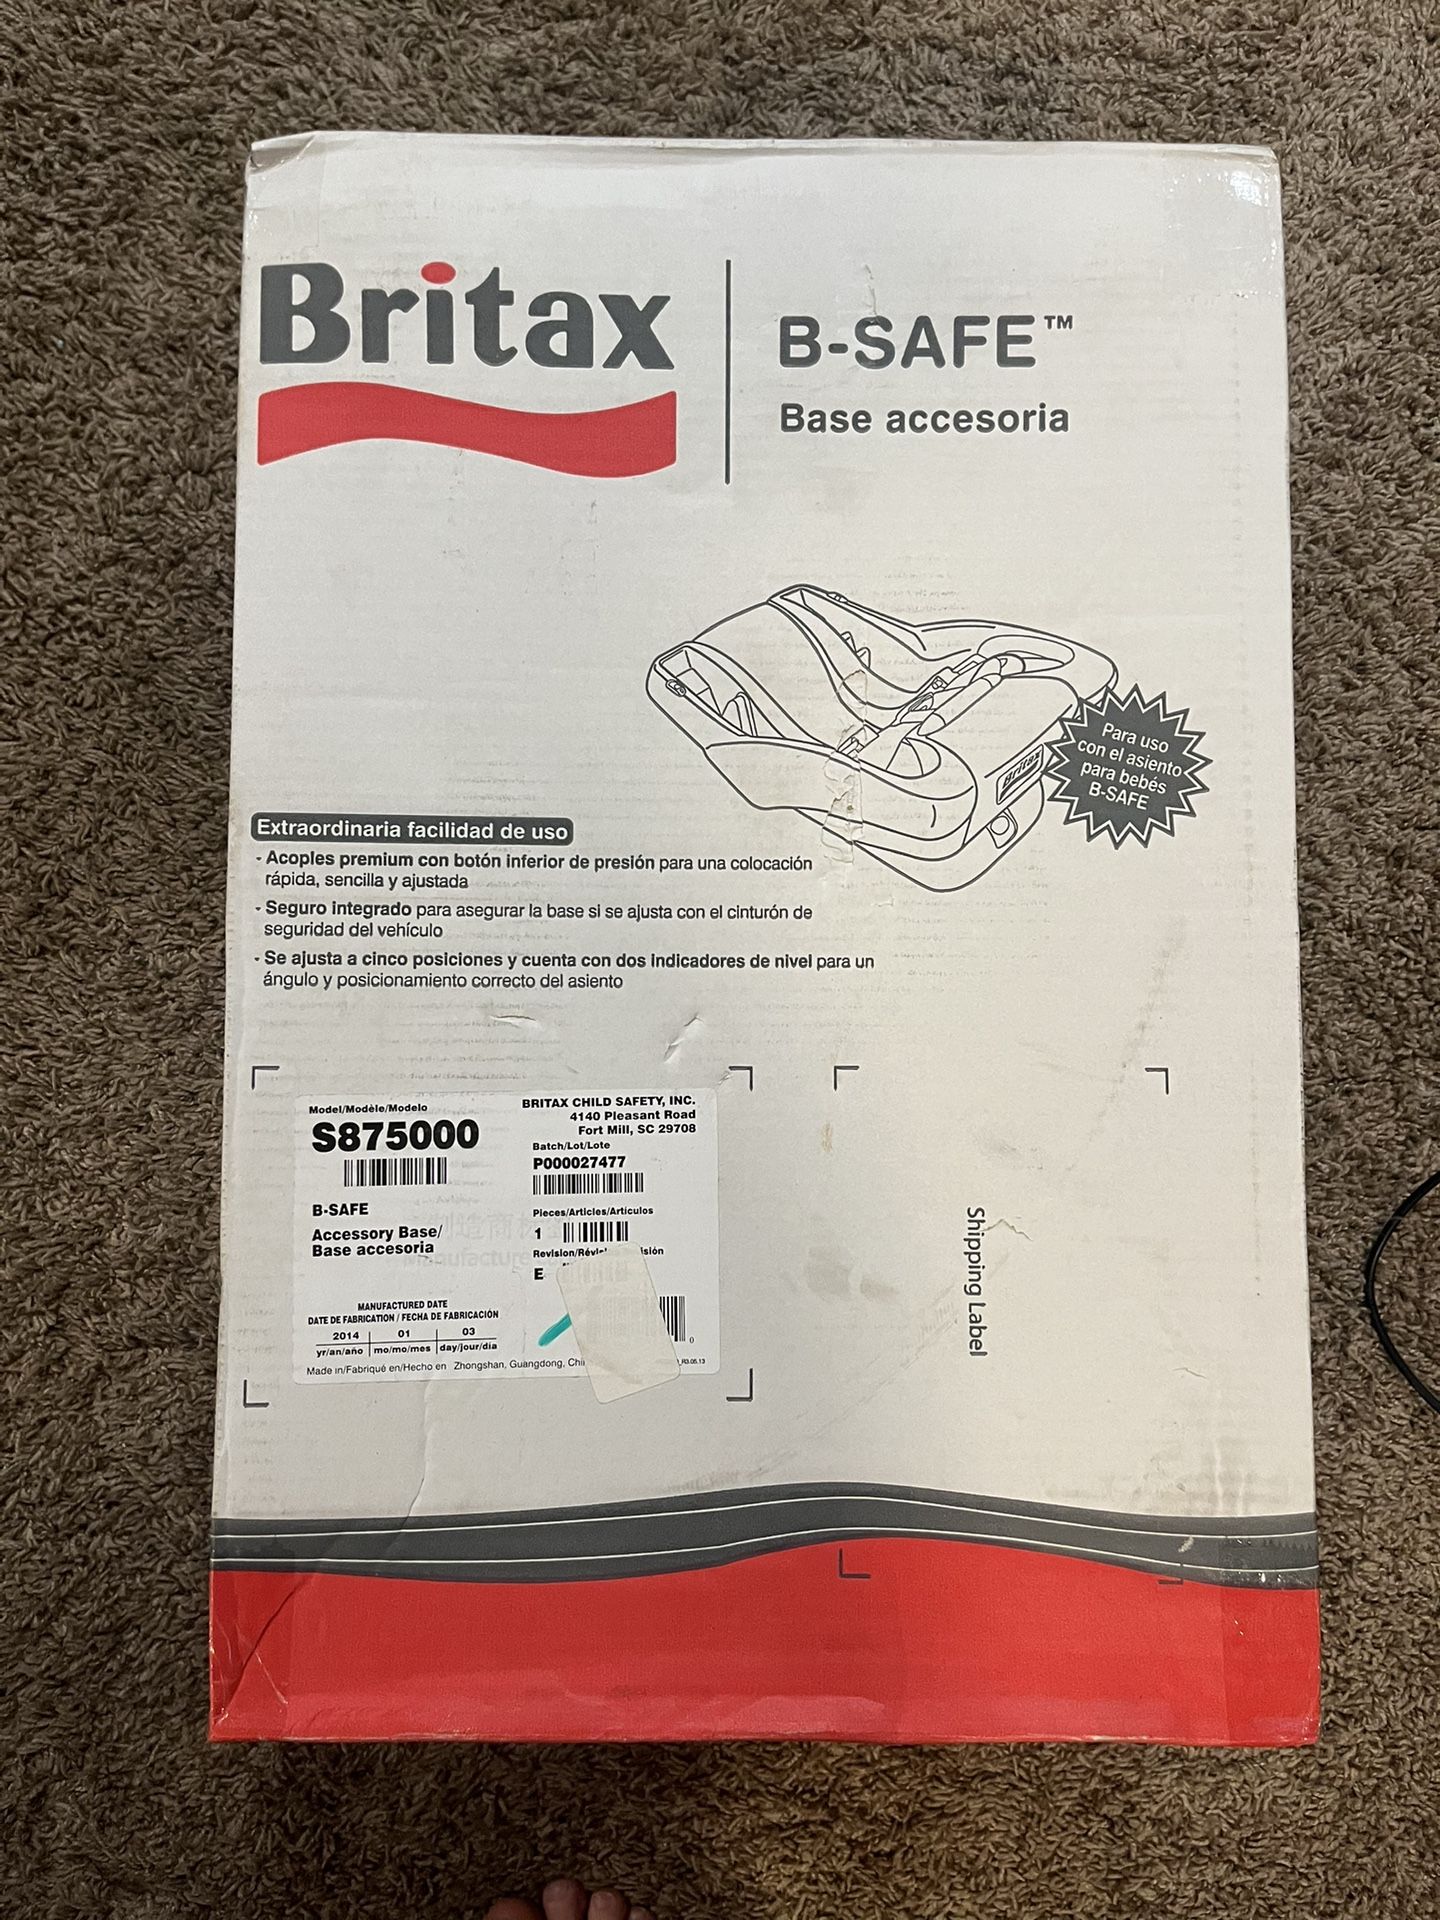 Britax
B-SAFE™
Base accesoria
Para uso
con el asiento
para bebés
B-SAFE
Britax
Extraordinaria facilidad de uso
- Acoples premium con botón inferior de presión para una colocación
rápida, sencilla y ajustada
- Seguro integrado para asegurar la base si se ajusta con el cinturón de
seguridad del vehículo
- Se ajusta a cinco posiciones y cuenta con dos indicadores de nivel para un
ángulo y posicionamiento correcto del asiento
Model/Modèle/Modelo
S875000
B-SAFE
Accessory Base/
Base accesoria
BRITAX CHILD SAFETY, INC.
4140 Pleasant Road
Fort Mill, SC 29708
Batch/Lot/Lote
P000027477
Pieces/Articles/Artículos
1
Revision/
E
MANUFACTURED DATE
DATE DE FABRICATION / FECHA DE FABRICACIÓN
2014 01 03
yr/an/año mo/mo/mes day/jour/día
Made in/Fabriqué en/Hecho en Zhongshan, Guangdong,
0
Shipping Label